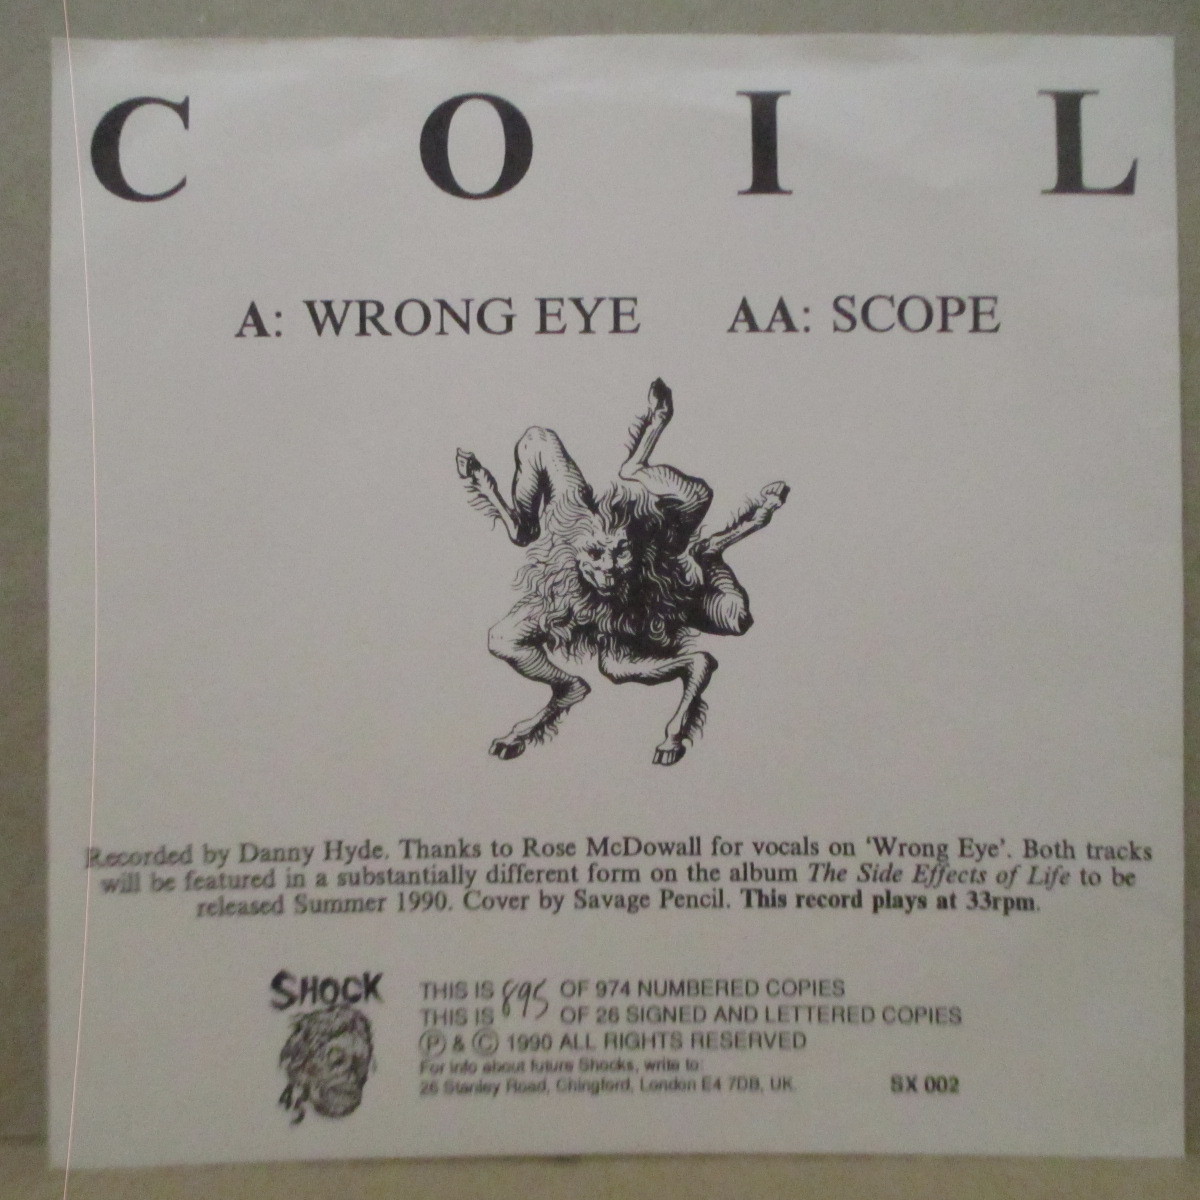 C O I L
A: WRONG EYE AA: SCOPE
Recorded by Danny Hyde. Thanks to Rose McDowall for vocals on 'Wrong Eye'. Both tracks
will be featured in a substantially different form on the album The Side Effects of Life to be
released Summer 1990. Cover by Savage Pencil. This record plays at 33rpm.
SHOCK
45
THIS IS 895 OF 974 NUMBERED COPIES
THIS IS OF 26 SIGNED AND LETTERED COPIES
Ⓟ & © 1990 ALL RIGHTS RESERVED
For info about future Shocks, write to:
26 Stanley Road, Chingford, London E4 7DB, UK.
SX 002